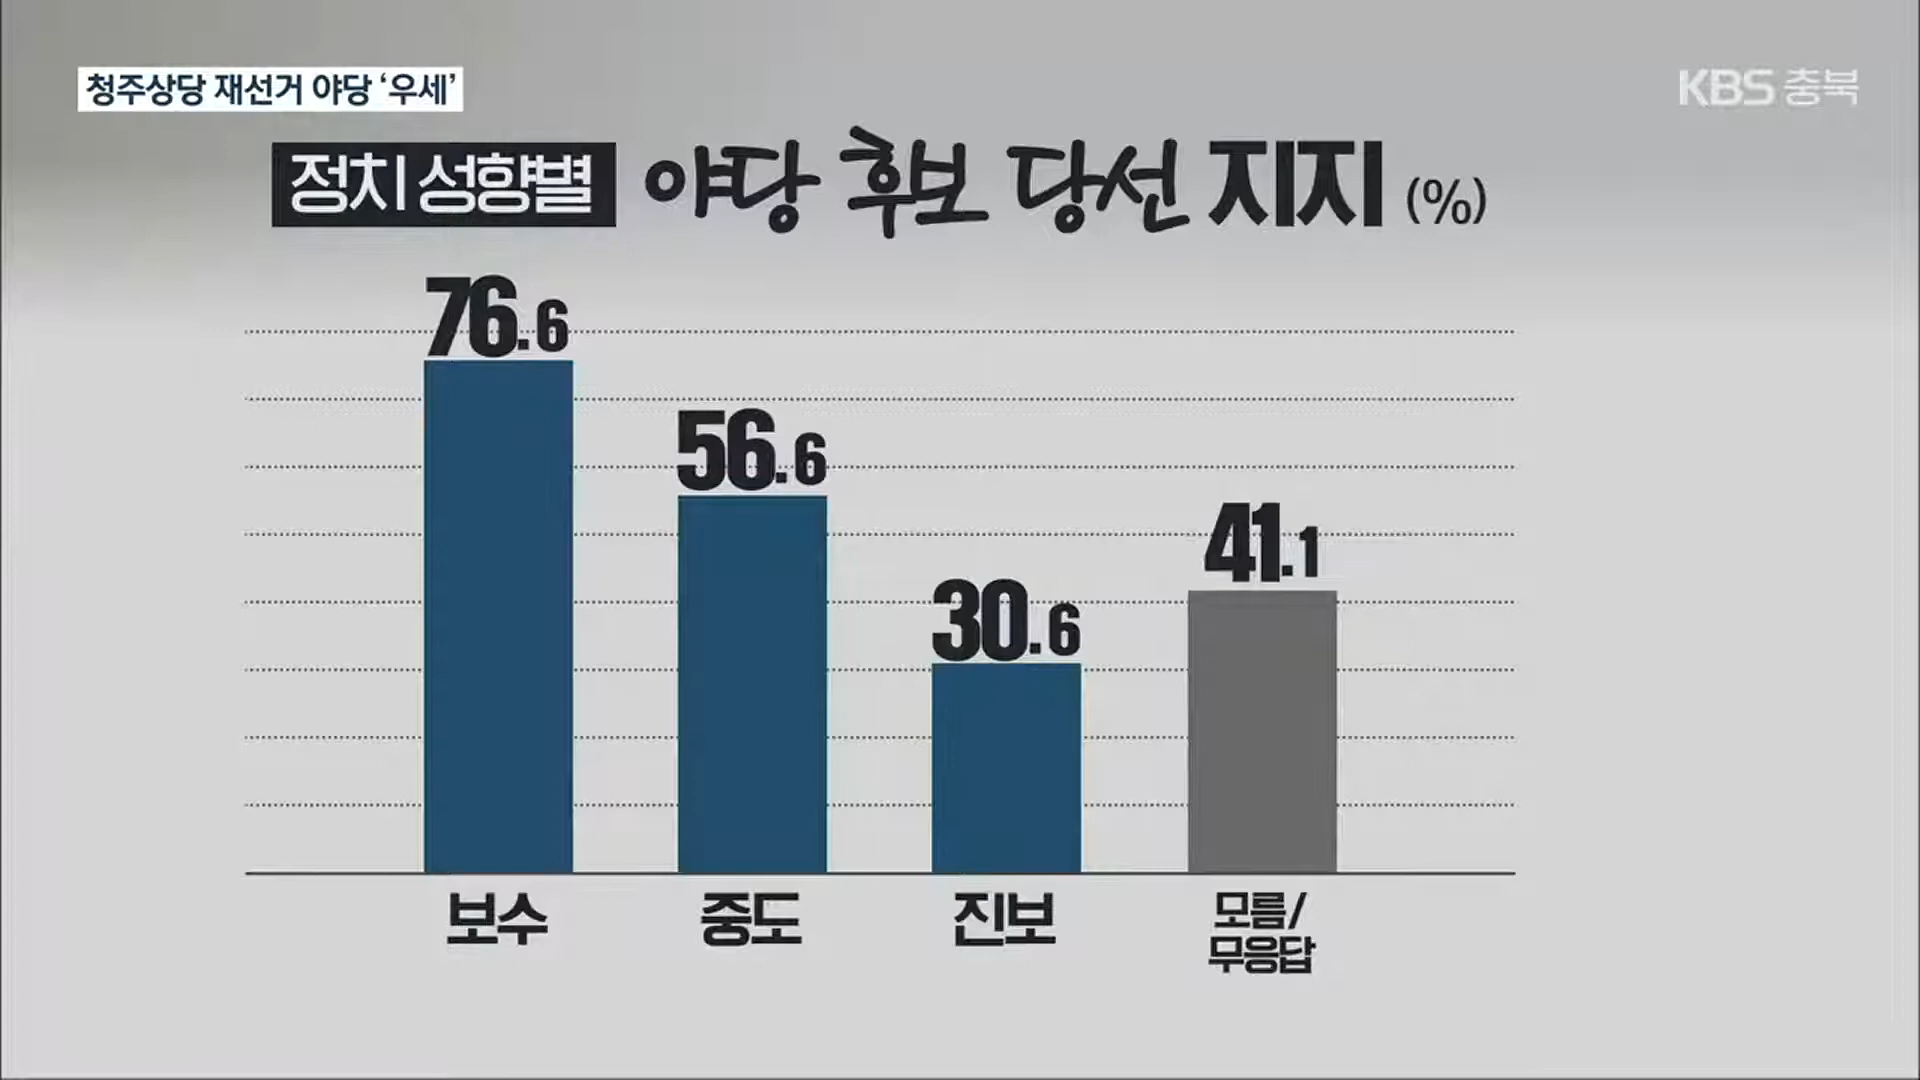 청주상당 재선거 야당 ‘우세’
KBS 충북
정치 성향별 야당 후보 당선 지지 (%)
76.6
56.6
30.6
41.1
보수
중도
진보
모름/
무응답